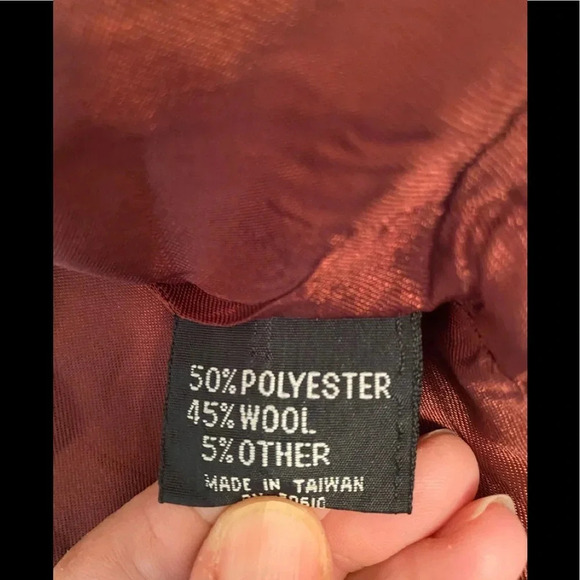 50% POLYESTER
45% WOOL
5% OTHER
MADE IN TAIWAN